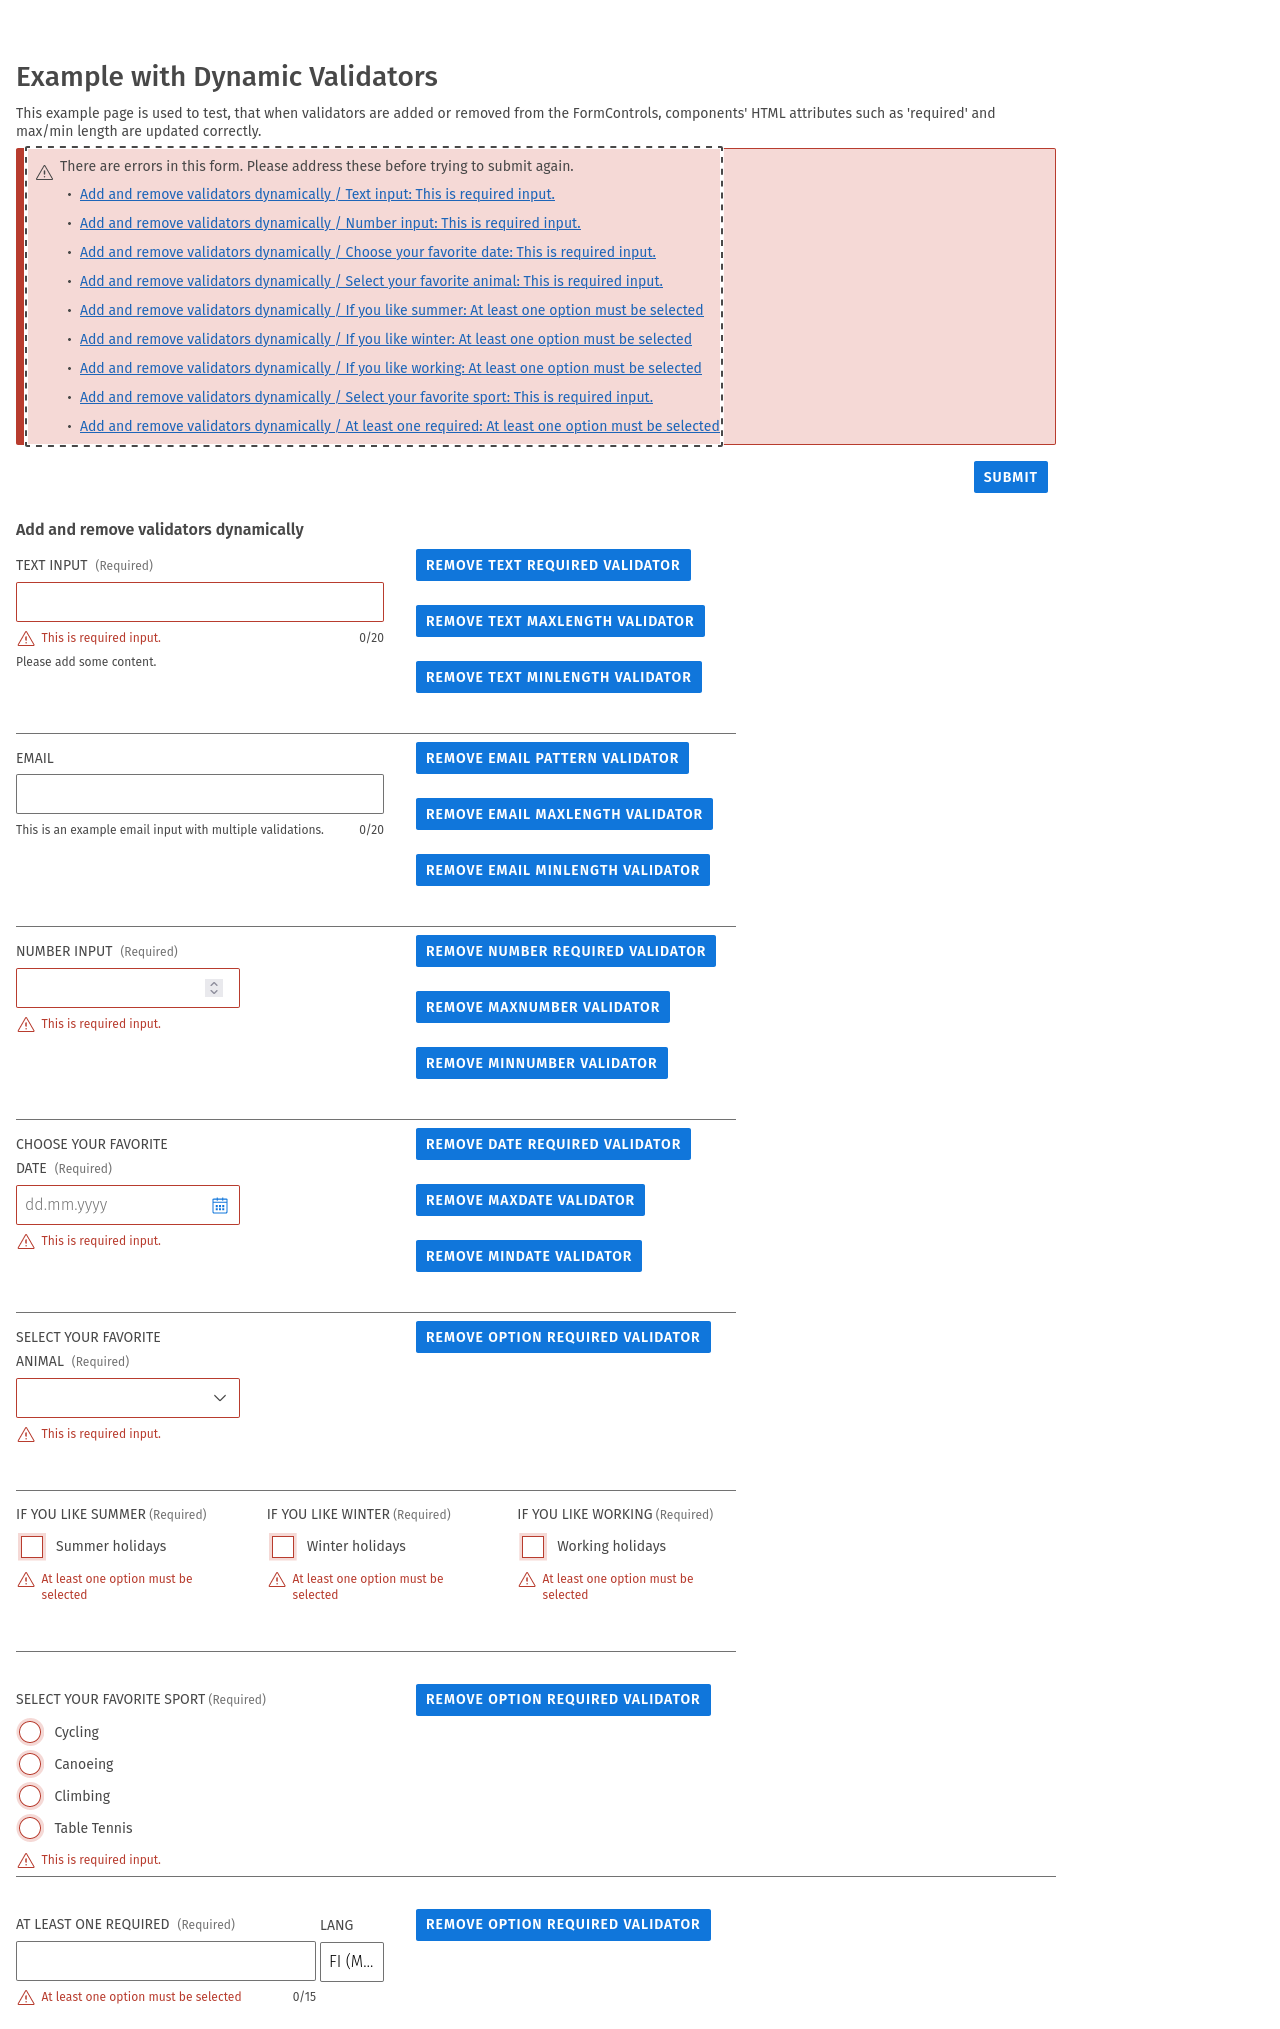 Example with Dynamic Validators
This example page is used to test, that when validators are added or removed from the FormControls, components' HTML attributes such as 'required' and
max/min length are updated correctly.
There are errors in this form. Please address these before trying to submit again.
• Add and remove validators dynamically / Text input: This is required input.
• Add and remove validators dynamically / Number input: This is required input.
• Add and remove validators dynamically / Choose your favorite date: This is required input.
• Add and remove validators dynamically / Select your favorite animal: This is required input.
• Add and remove validators dynamically / If you like summer: At least one option must be selected
• Add and remove validators dynamically / If you like winter: At least one option must be selected
• Add and remove validators dynamically / If you like working: At least one option must be selected
• Add and remove validators dynamically / Select your favorite sport: This is required input.
• Add and remove validators dynamically / At least one required: At least one option must be selected
SUBMIT
Add and remove validators dynamically
TEXT INPUT (Required)
REMOVE TEXT REQUIRED VALIDATOR
REMOVE TEXT MAXLENGTH VALIDATOR
This is required input. 0/20
Please add some content.
REMOVE TEXT MINLENGTH VALIDATOR
EMAIL
REMOVE EMAIL PATTERN VALIDATOR
REMOVE EMAIL MAXLENGTH VALIDATOR
This is an example email input with multiple validations. 0/20
REMOVE EMAIL MINLENGTH VALIDATOR
NUMBER INPUT (Required)
REMOVE NUMBER REQUIRED VALIDATOR
REMOVE MAXNUMBER VALIDATOR
This is required input.
REMOVE MINNUMBER VALIDATOR
CHOOSE YOUR FAVORITE
DATE (Required)
REMOVE DATE REQUIRED VALIDATOR
dd.mm.yyyy
REMOVE MAXDATE VALIDATOR
This is required input.
REMOVE MINDATE VALIDATOR
SELECT YOUR FAVORITE
ANIMAL (Required)
REMOVE OPTION REQUIRED VALIDATOR
This is required input.
IF YOU LIKE SUMMER (Required)
Summer holidays
At least one option must be
selected
IF YOU LIKE WINTER (Required)
Winter holidays
At least one option must be
selected
IF YOU LIKE WORKING (Required)
Working holidays
At least one option must be
selected
SELECT YOUR FAVORITE SPORT (Required)
REMOVE OPTION REQUIRED VALIDATOR
Cycling
Canoeing
Climbing
Table Tennis
This is required input.
AT LEAST ONE REQUIRED (Required)
LANG
REMOVE OPTION REQUIRED VALIDATOR
FI (M...
At least one option must be selected 0/15